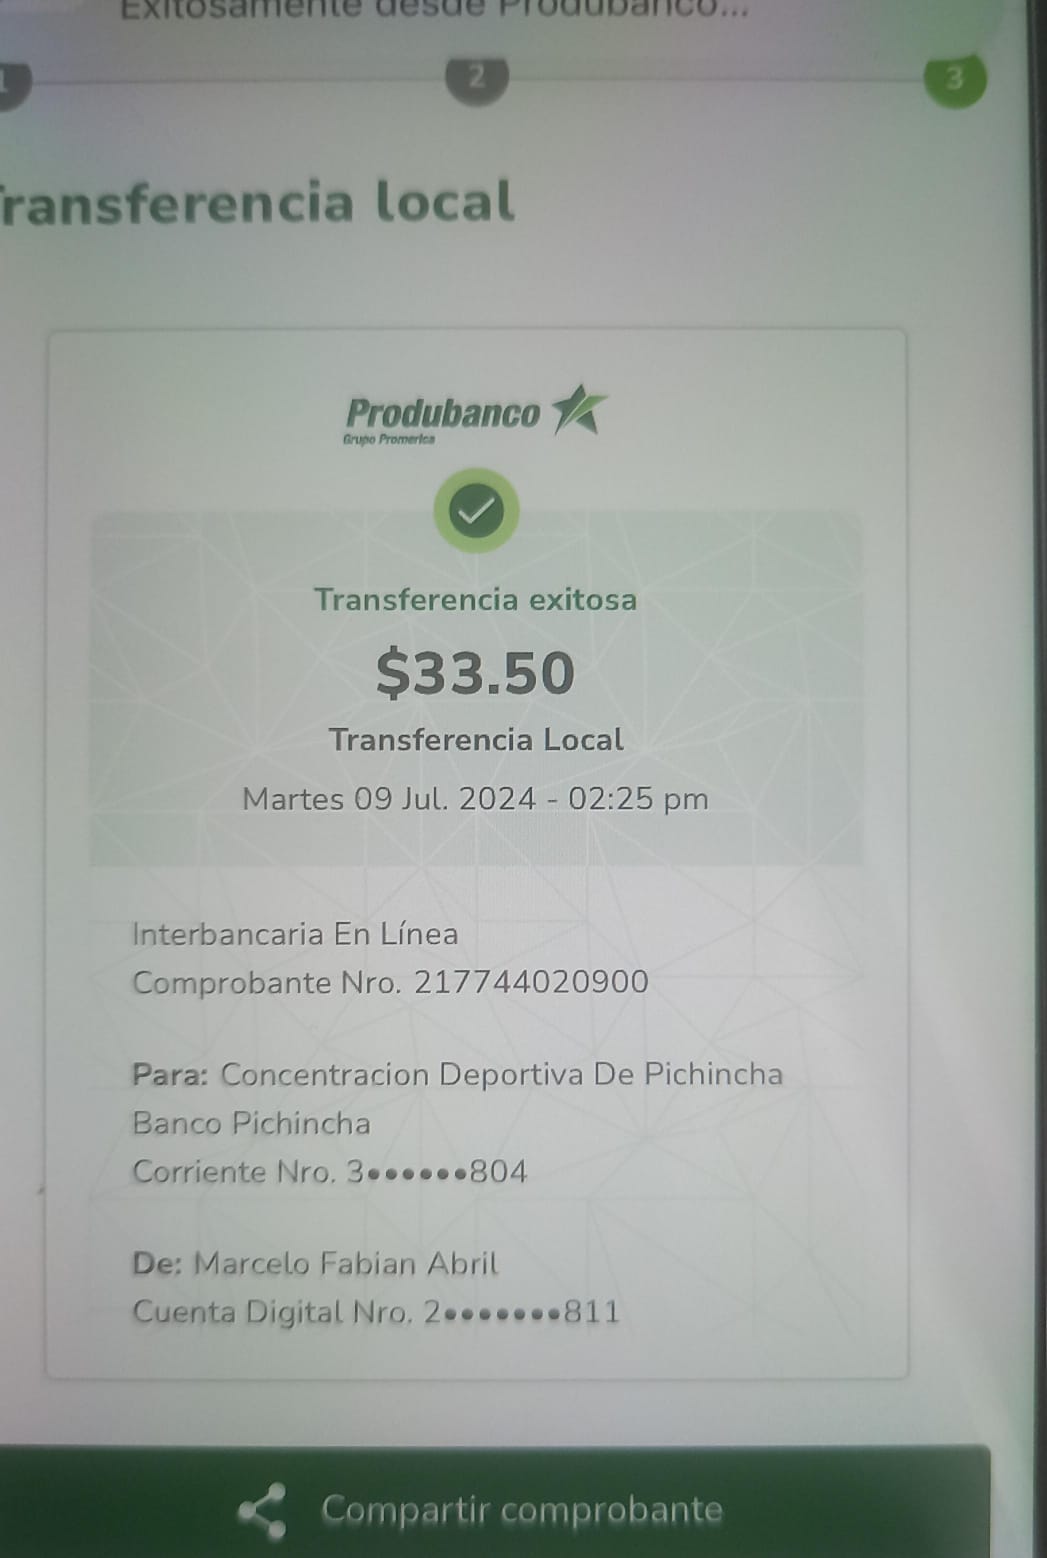 Exitosamente desde Produbanco...
1 2 3
Transferencia local
Produbanco
Grupo Promerica
Transferencia exitosa
$33.50
Transferencia Local
Martes 09 Jul. 2024 - 02:25 pm
Interbancaria En Línea
Comprobante Nro. 217744020900
Para: Concentracion Deportiva De Pichincha
Banco Pichincha
Corriente Nro. 3••••••804
De: Marcelo Fabian Abril
Cuenta Digital Nro. 2•••••••811
Compartir comprobante